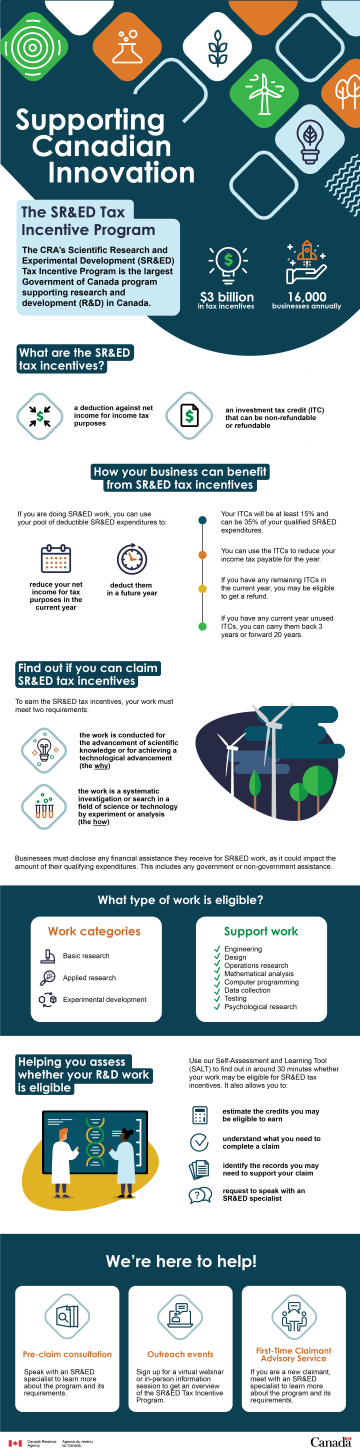 Supporting
Canadian
Innovation
The SR&ED Tax
Incentive Program
The CRA's Scientific Research and
Experimental Development (SR&ED)
Tax Incentive Program is the largest
Government of Canada program
supporting research and
development (R&D) in Canada.
$3 billion
in tax incentives
16,000
businesses annually
What are the SR&ED
tax incentives?
a deduction against net
income for income tax
purposes
an investment tax credit (ITC)
that can be non-refundable
or refundable
How your business can benefit
from SR&ED tax incentives
If you are doing SR&ED work, you can use
your pool of deductible SR&ED expenditures to:
reduce your net
income for tax
purposes in the
current year
deduct them
in a future year
Your ITCs will be at least 15% and
can be 35% of your qualified SR&ED
expenditures.
You can use the ITCs to reduce your
income tax payable for the year.
If you have any remaining ITCs in
the current year, you may be eligible
to get a refund.
If you have any current year unused
ITCs, you can carry them back 3
years or forward 20 years.
Find out if you can claim
SR&ED tax incentives
To earn the SR&ED tax incentives, your work must
meet two requirements:
the work is conducted for
the advancement of scientific
knowledge or for achieving a
technological advancement
(the why)
the work is a systematic
investigation or search in a
field of science or technology
by experiment or analysis
(the how)
Businesses must disclose any financial assistance they receive for SR&ED work, as it could impact the
amount of their qualifying expenditures. This includes any government or non-government assistance.
What type of work is eligible?
Work categories
Basic research
Applied research
Experimental development
Support work
Engineering
Design
Operations research
Mathematical analysis
Computer programming
Data collection
Testing
Psychological research
Helping you assess
whether your R&D work
is eligible
Use our Self-Assessment and Learning Tool
(SALT) to find out in around 30 minutes whether
your work may be eligible for SR&ED tax
incentives. It also allows you to:
estimate the credits you may
be eligible to earn
understand what you need to
complete a claim
identify the records you may
need to support your claim
request to speak with an
SR&ED specialist
We're here to help!
Pre-claim consultation
Speak with an SR&ED
specialist to learn more
about the program and its
requirements.
Outreach events
Sign up for a virtual webinar
or in-person information
session to get an overview
of the SR&ED Tax Incentive
Program.
First-Time Claimant
Advisory Service
If you are a new claimant,
meet with an SR&ED
specialist to learn more
about the program and its
requirements.
Canada Revenue
Agency
Agence du revenu
du Canada
Canada